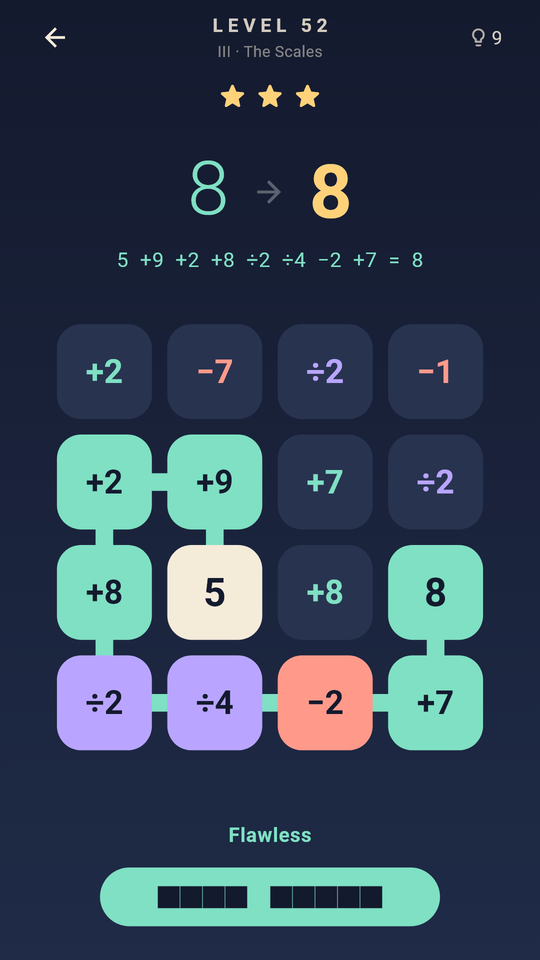 LEVEL 52
9
III · The Scales
8 → 8
5 +9 +2 +8 ÷2 ÷4 −2 +7 = 8
+2 −7 ÷2 −1
+2 +9 +7 ÷2
+8 5 +8 8
÷2 ÷4 −2 +7
Flawless